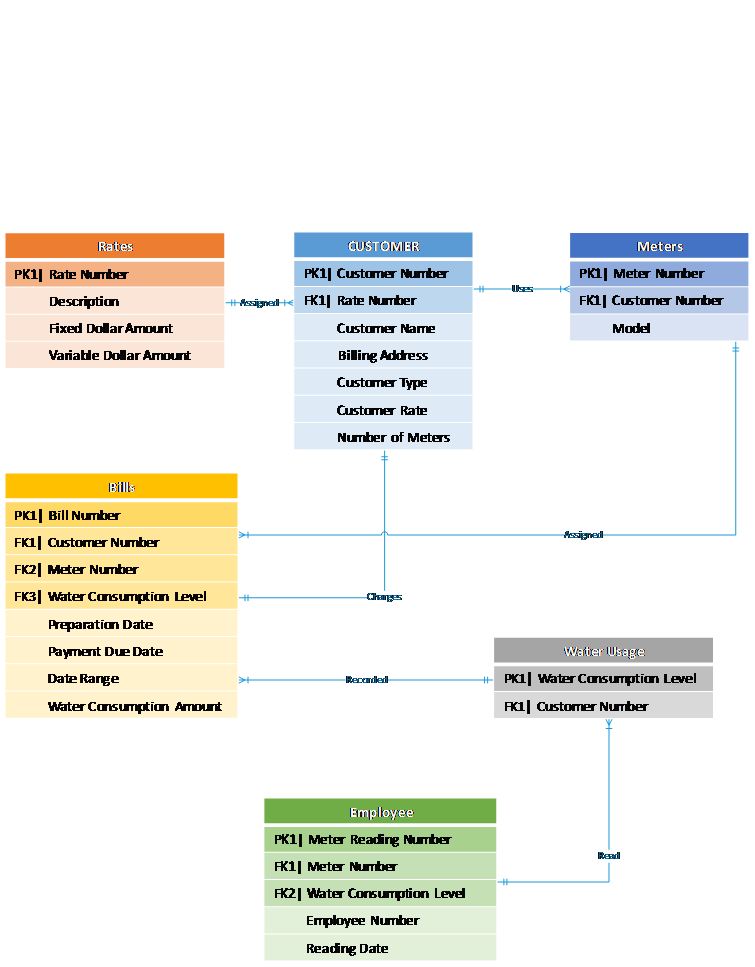 Rates
PK1| Rate Number
Description
Fixed Dollar Amount
Variable Dollar Amount
Assigned
CUSTOMER
PK1| Customer Number
FK1| Rate Number
Customer Name
Billing Address
Customer Type
Customer Rate
Number of Meters
Uses
Meters
PK1| Meter Number
FK1| Customer Number
Model
Bills
PK1| Bill Number
FK1| Customer Number
FK2| Meter Number
FK3| Water Consumption Level
Preparation Date
Payment Due Date
Date Range
Water Consumption Amount
Assigned
Charges
Recorded
Water Usage
PK1| Water Consumption Level
FK1| Customer Number
Read
Employee
PK1| Meter Reading Number
FK1| Meter Number
FK2| Water Consumption Level
Employee Number
Reading Date